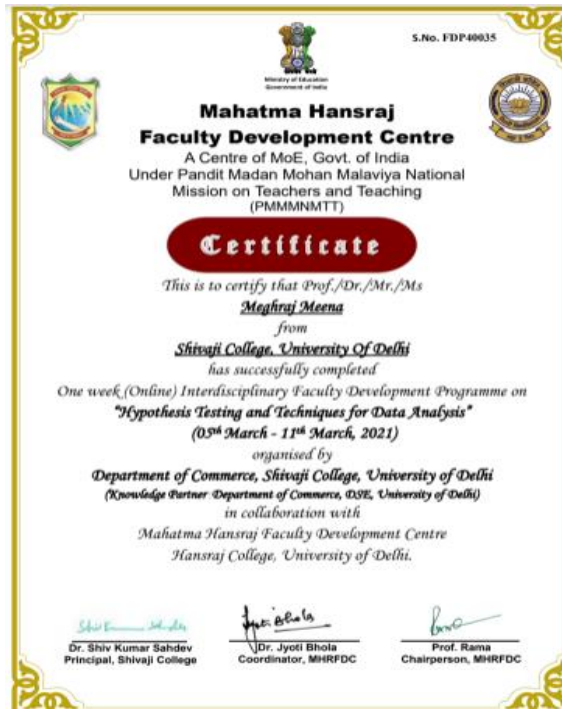 S.No. FDP40035
Ministry of Education
Government of India
Mahatma Hansraj
Faculty Development Centre
A Centre of MoE, Govt. of India
Under Pandit Madan Mohan Malaviya National
Mission on Teachers and Teaching
(PMMMNMTT)
Certificate
This is to certify that Prof./Dr./Mr./Ms
Meghraj Meena
from
Shivaji College, University Of Delhi
has successfully completed
One week (Online) Interdisciplinary Faculty Development Programme on
"Hypothesis Testing and Techniques for Data Analysis"
(05th March - 11th March, 2021)
organised by
Department of Commerce, Shivaji College, University of Delhi
(Knowledge Partner Department of Commerce, DSE, University of Delhi)
in collaboration with
Mahatma Hansraj Faculty Development Centre
Hansraj College, University of Delhi.
Shiv Kumar Sahdev
Jyoti Bhola
Dr. Shiv Kumar Sahdev
Dr. Jyoti Bhola
Prof. Rama
Principal, Shivaji College
Coordinator, MHRFDC
Chairperson, MHRFDC